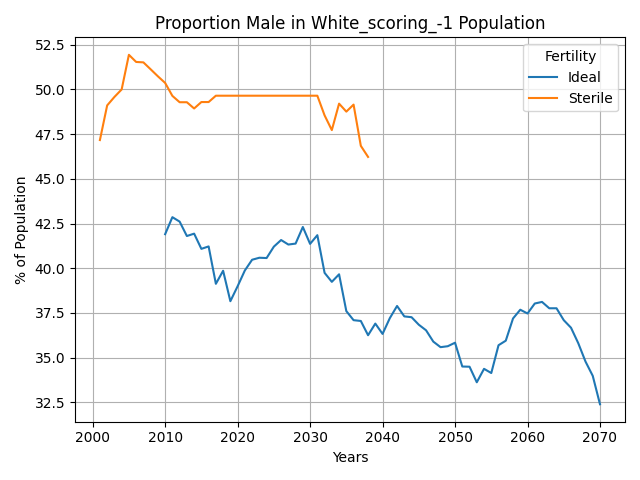 Proportion Male in White_scoring_-1 Population
Fertility
Ideal
Sterile
% of Population
52.5
50.0
47.5
45.0
42.5
40.0
37.5
35.0
32.5
2000 2010 2020 2030 2040 2050 2060 2070
Years